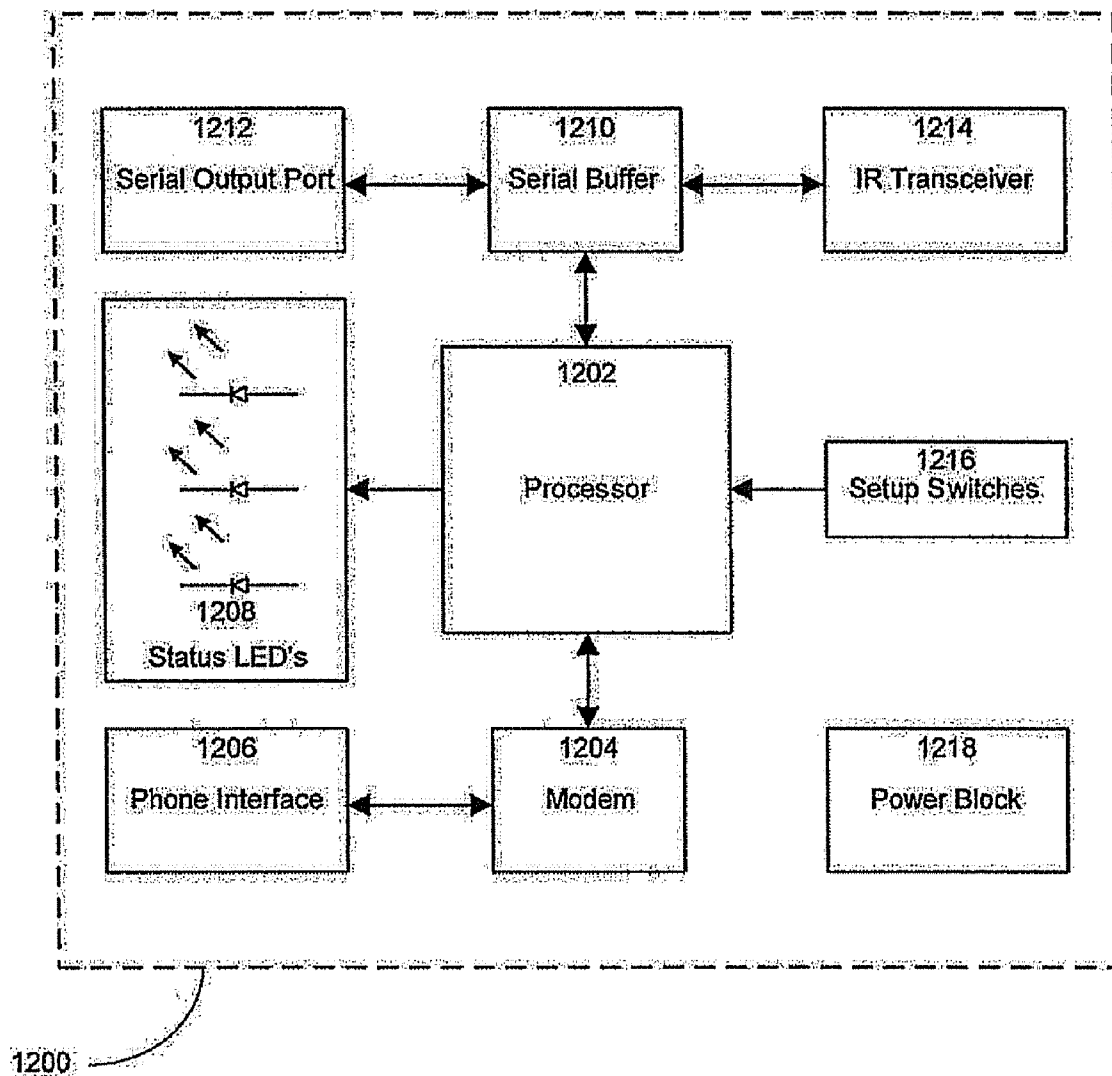 1212
Serial Output Port
1210
Serial Buffer
1214
IR Transceiver
1202
Processor
1216
Setup Switches
1208
Status LED's
1206
Phone Interface
1204
Modem
1218
Power Block
1200